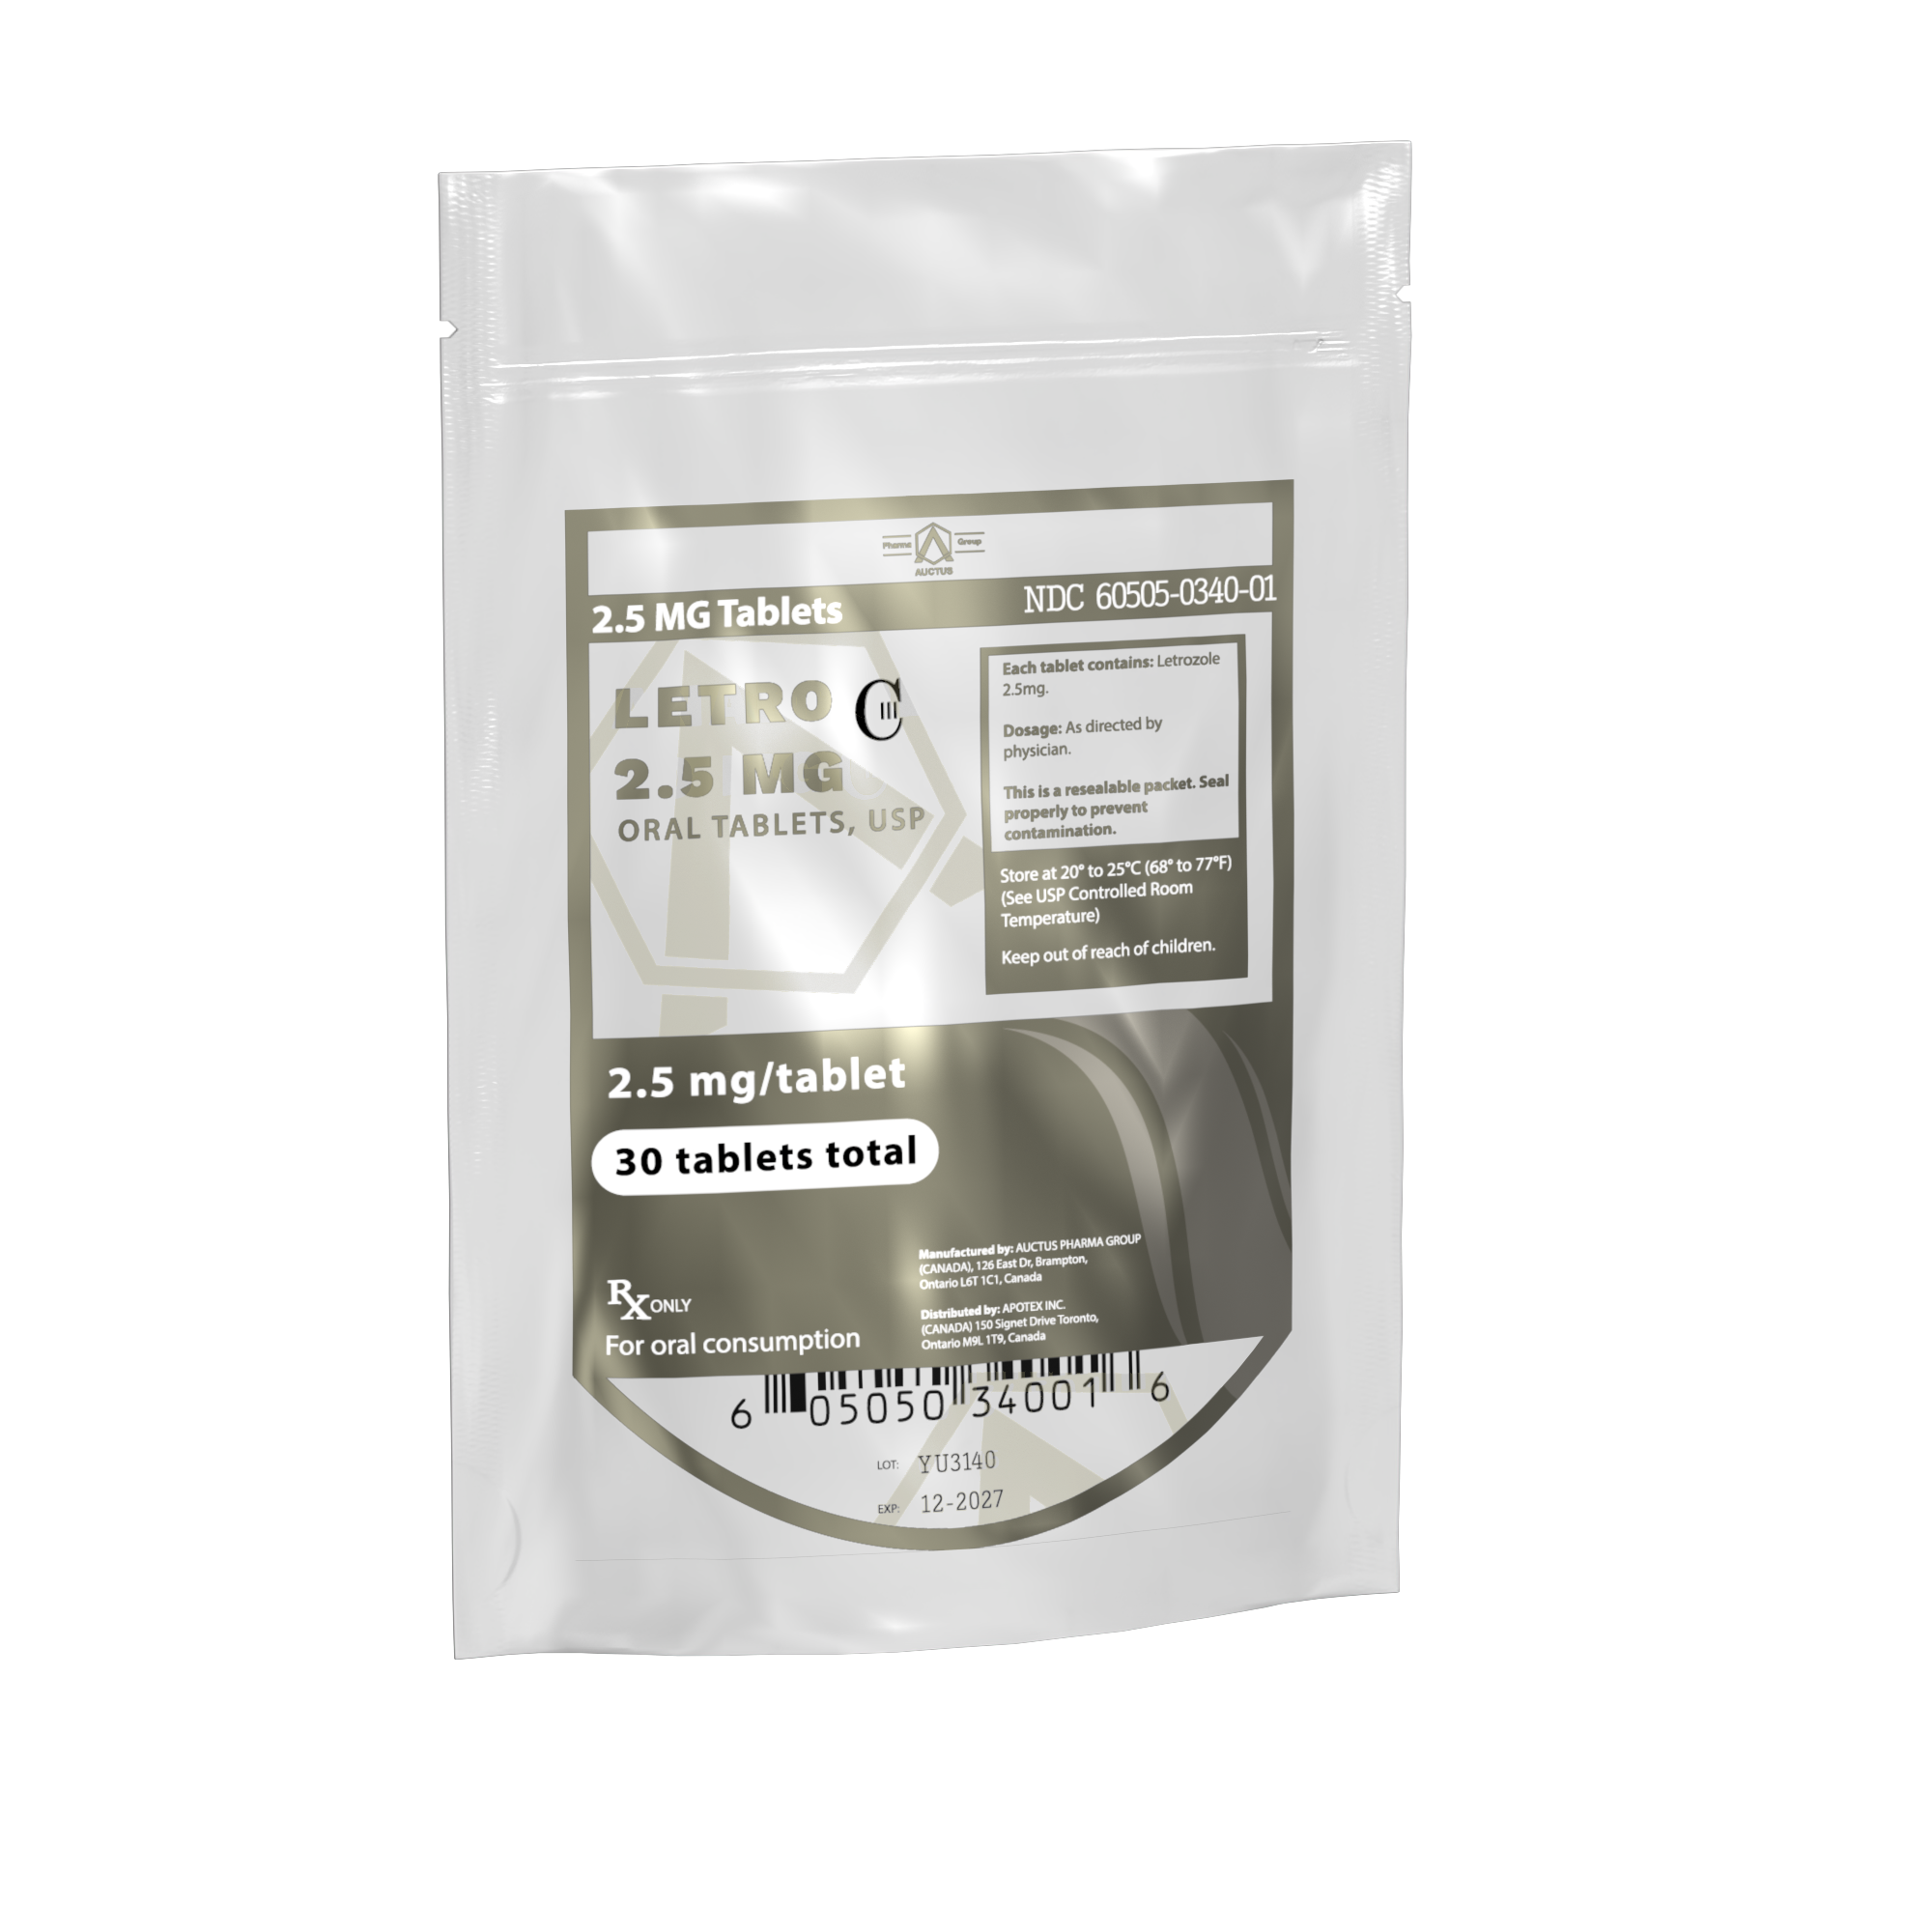 Pharma Group
AUCTUS
2.5 MG Tablets
NDC 60505-0340-01
LETRO CIII
2.5 MG
ORAL TABLETS, USP
Each tablet contains: Letrozole
2.5mg.
Dosage: As directed by
physician.
This is a resealable packet. Seal
properly to prevent
contamination.
Store at 20° to 25°C (68° to 77°F)
(See USP Controlled Room
Temperature)
Keep out of reach of children.
2.5 mg/tablet
30 tablets total
Rx ONLY
For oral consumption
Manufactured by: AUCTUS PHARMA GROUP
(CANADA), 126 East Dr, Brampton,
Ontario L6T 1C1, Canada
Distributed by: APOTEX INC.
(CANADA) 150 Signet Drive Toronto,
Ontario M9L 1T9, Canada
6 05050 34001 6
LOT: YU3140
EXP: 12-2027